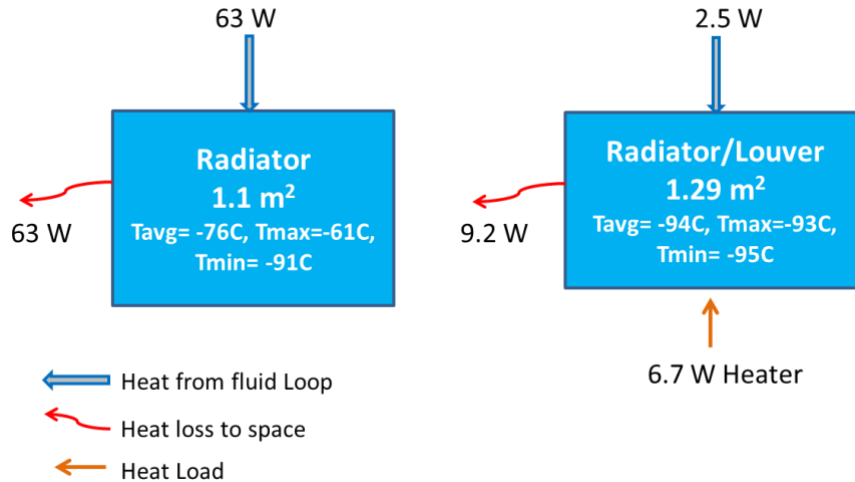 63 W
Radiator
1.1 m²
Tavg= -76C, Tmax=-61C,
Tmin= -91C
63 W
2.5 W
Radiator/Louver
1.29 m²
Tavg= -94C, Tmax=-93C,
Tmin= -95C
9.2 W
6.7 W Heater
Heat from fluid Loop
Heat loss to space
Heat Load